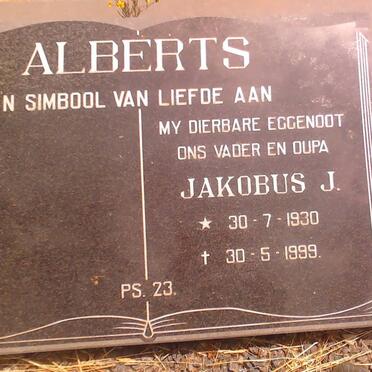 ALBERTS
'N SIMBOOL VAN LIEFDE AAN
MY DIERBARE EGGENOOT
ONS VADER EN OUPA
JAKOBUS J.
★ 30-7-1930
† 30-5-1999.
PS. 23.